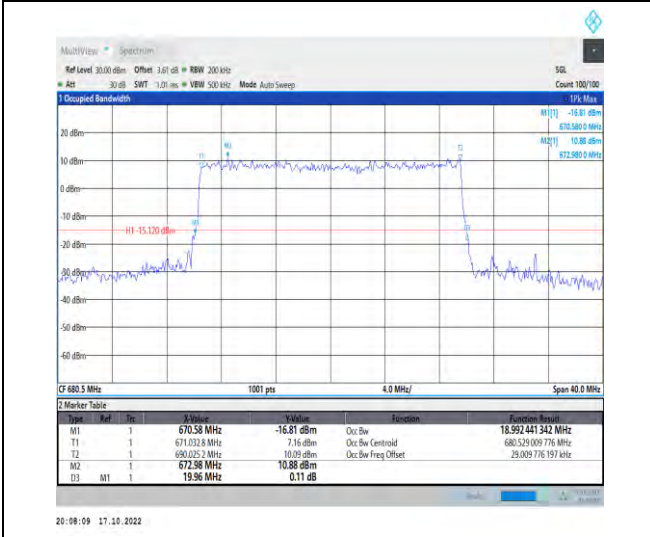 MultiView Spectrum
Ref Level 30.00 dBm Offset 3.61 dB RBW 200 kHz SGL
Att 30 dB SWT 1.01 ms VBW 500 kHz Mode Auto Sweep Count 100/100
1 Occupied Bandwidth 1Pk Max
M1[1] -16.81 dBm
670.580 0 MHz
M2[1] 10.88 dBm
672.980 0 MHz
20 dBm
M2
T1
T2
10 dBm
0 dBm
-10 dBm
M1
H1 -15.120 dBm
D3
-20 dBm
-30 dBm
-40 dBm
-50 dBm
-60 dBm
CF 680.5 MHz 1001 pts 4.0 MHz/ Span 40.0 MHz
2 Marker Table
Type Ref Trc X-Value Y-Value Function Function Result
M1 1 670.58 MHz -16.81 dBm Occ Bw 18.992 441 342 MHz
T1 1 671.032 8 MHz 7.16 dBm Occ Bw Centroid 680.529 009 776 MHz
T2 1 690.025 2 MHz 10.09 dBm Occ Bw Freq Offset 29.009 776 197 kHz
M2 1 672.98 MHz 10.88 dBm
D3 M1 1 19.96 MHz 0.11 dB
Ready
20:08:09 17.10.2022